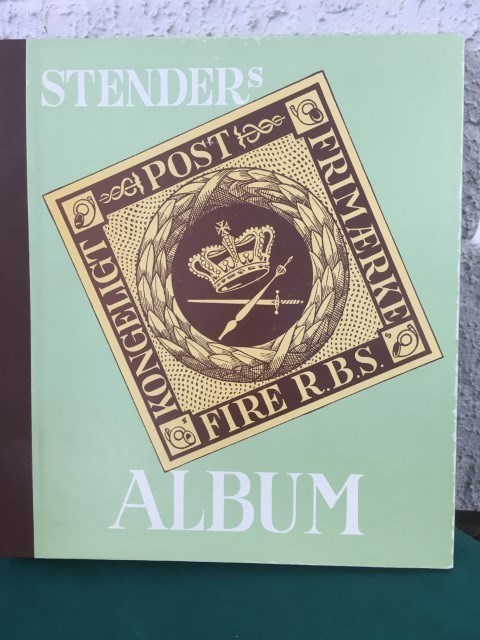 STENDERs
KONGELIGT
POST
FRIMÆRKE
FIRE R.B.S.
ALBUM